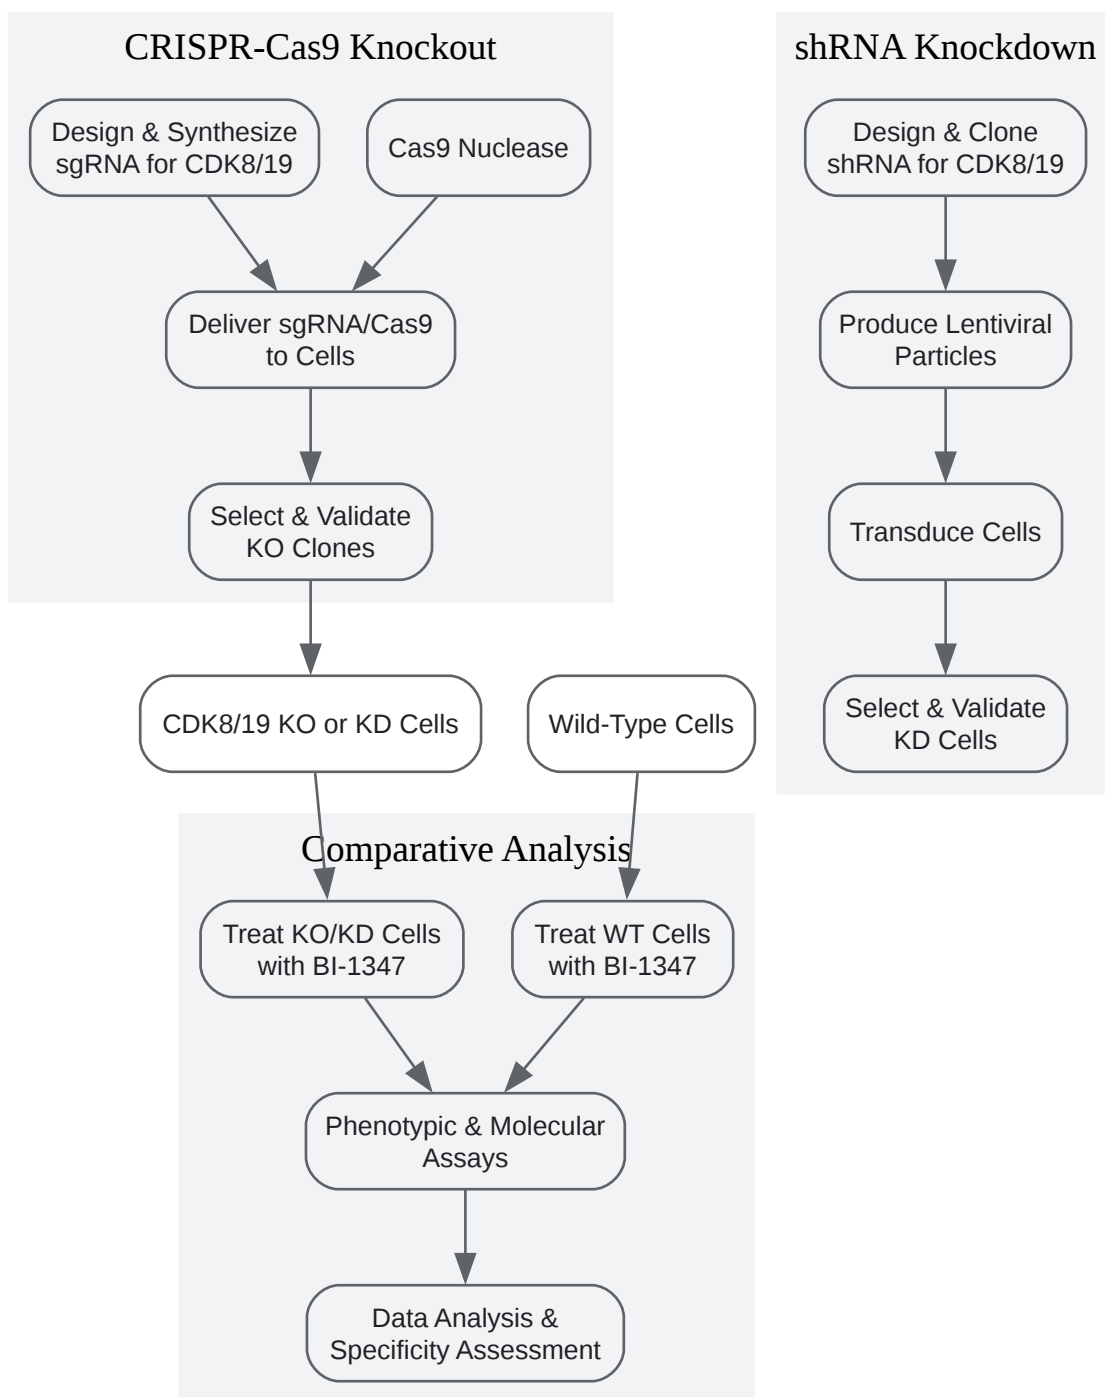 CRISPR-Cas9 Knockout
Design & Synthesize
sgRNA for CDK8/19
Cas9 Nuclease
Deliver sgRNA/Cas9
to Cells
Select & Validate
KO Clones
shRNA Knockdown
Design & Clone
shRNA for CDK8/19
Produce Lentiviral
Particles
Transduce Cells
Select & Validate
KD Cells
CDK8/19 KO or KD Cells
Wild-Type Cells
Comparative Analysis
Treat KO/KD Cells
with BI-1347
Treat WT Cells
with BI-1347
Phenotypic & Molecular
Assays
Data Analysis &
Specificity Assessment